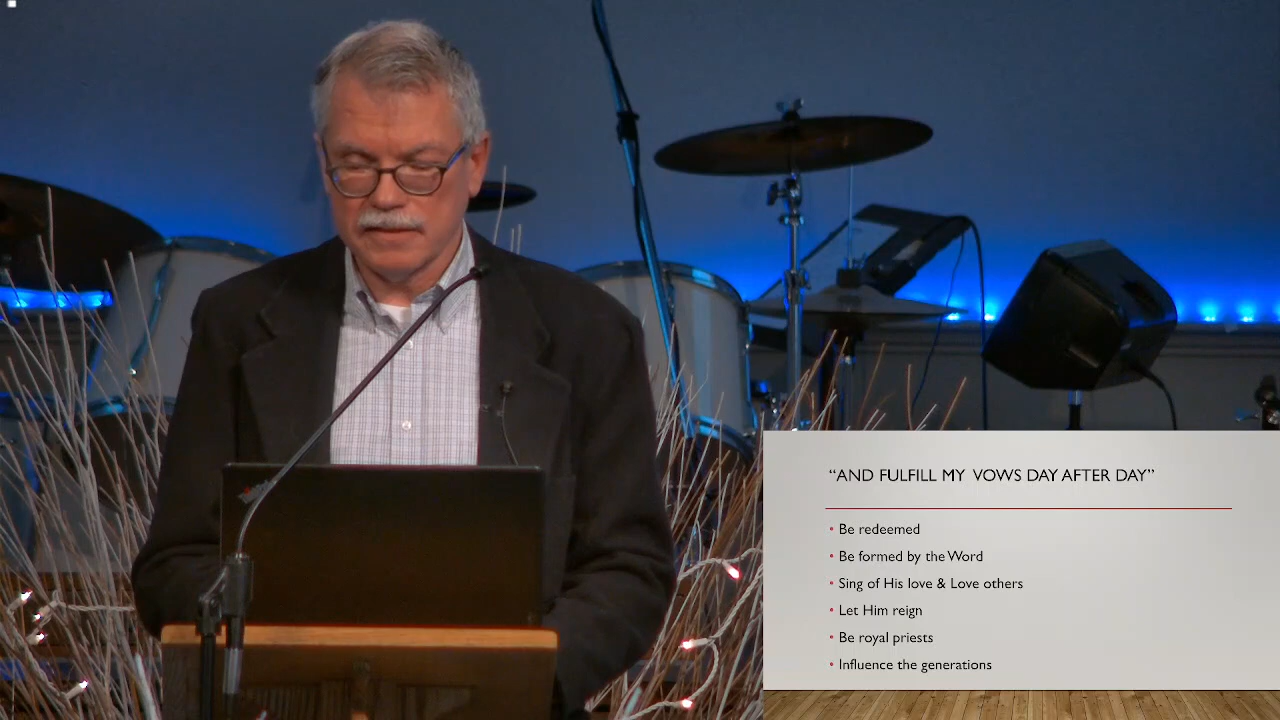 “AND FULFILL MY VOWS DAY AFTER DAY”
• Be redeemed
• Be formed by the Word
• Sing of His love & Love others
• Let Him reign
• Be royal priests
• Influence the generations